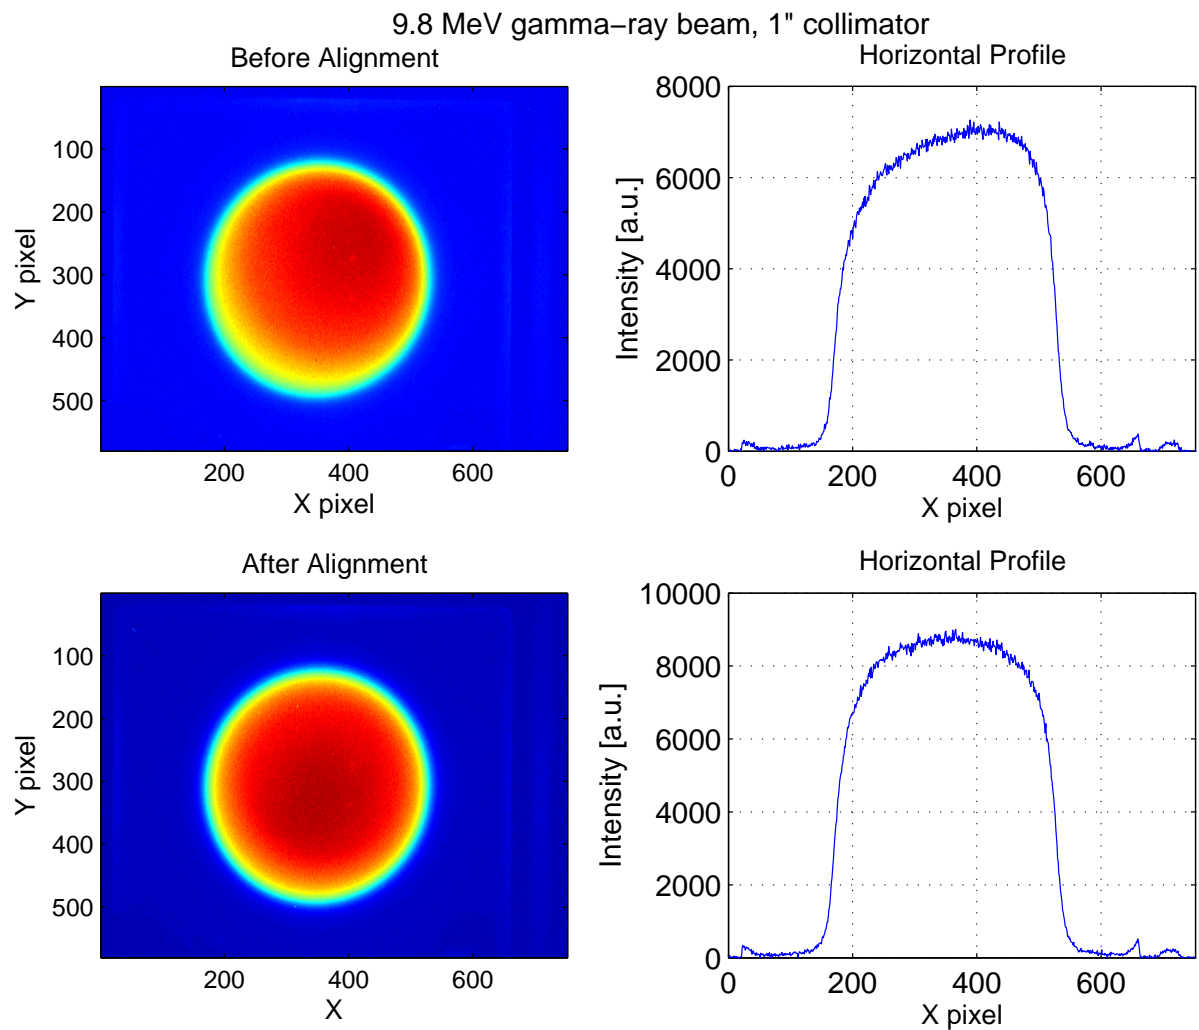 9.8 MeV gamma−ray beam, 1" collimator
Before Alignment
100
200
300
400
500
Y pixel
200 400 600
X pixel
Horizontal Profile
8000
6000
4000
2000
0
Intensity [a.u.]
0 200 400 600
X pixel
After Alignment
100
200
300
400
500
Y pixel
200 400 600
X
Horizontal Profile
10000
8000
6000
4000
2000
0
Intensity [a.u.]
0 200 400 600
X pixel